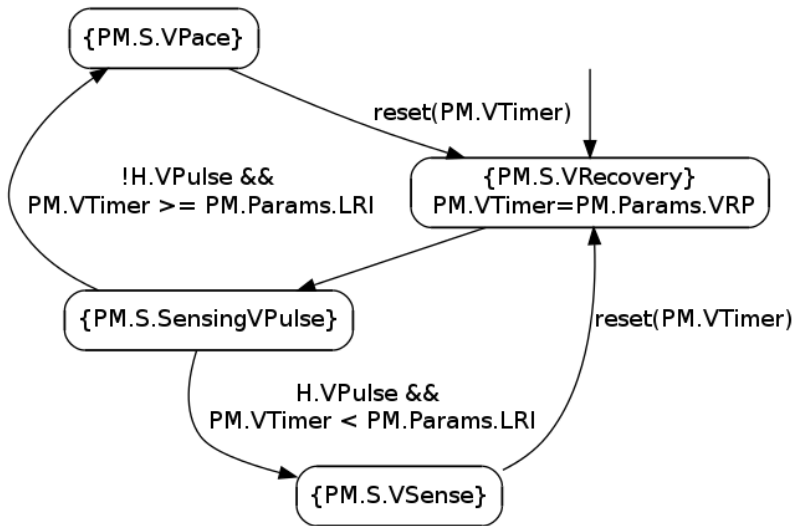 {PM.S.VPace}
reset(PM.VTimer)
!H.VPulse &&
PM.VTimer >= PM.Params.LRI
{PM.S.VRecovery}
PM.VTimer=PM.Params.VRP
{PM.S.SensingVPulse}
reset(PM.VTimer)
H.VPulse &&
PM.VTimer < PM.Params.LRI
{PM.S.VSense}